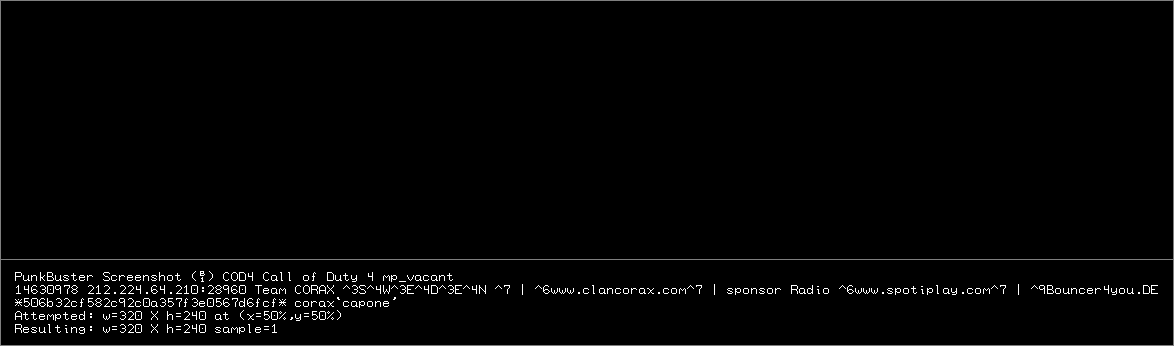 PunkBuster Screenshot (B1) COD4 Call of Duty 4 mp_vacant
14630978 212.224.64.210:28960 Team CORAX ^3S^4W^3E^4D^3E^4N ^7 | ^6www.clancorax.com^7 | sponsor Radio ^6www.spotiplay.com^7 | ^9Bouncer4you.DE
*506b32cf582c92c0a357f3e0567d6fcf* corax`capone´
Attempted: w=320 X h=240 at (x=50%,y=50%)
Resulting: w=320 X h=240 sample=1